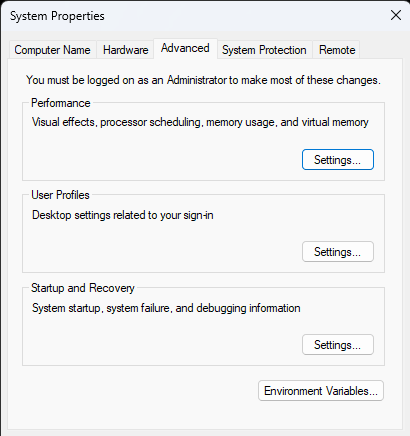 System Properties
Computer Name
Hardware
Advanced
System Protection
Remote
You must be logged on as an Administrator to make most of these changes.
Performance
Visual effects, processor scheduling, memory usage, and virtual memory
Settings...
User Profiles
Desktop settings related to your sign-in
Settings...
Startup and Recovery
System startup, system failure, and debugging information
Settings...
Environment Variables...